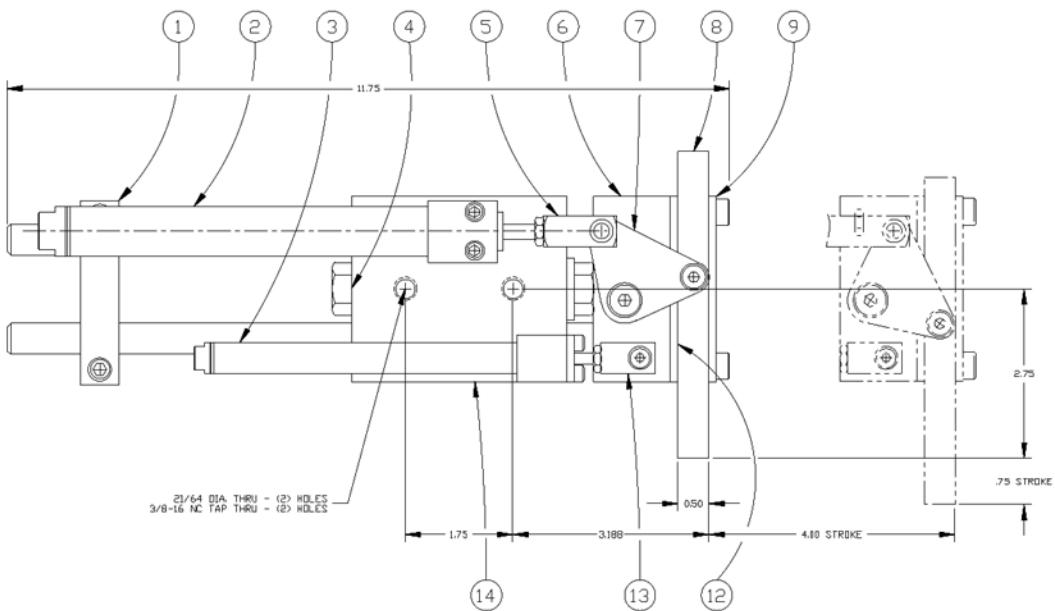 1 2 3 4 5 6 7 8 9
11.75
2.75
21/64 DIA. THRU - (2) HOLES
3/8-16 NC TAP THRU - (2) HOLES
.75 STROKE
0.50
1.75 3.188 4.00 STROKE
14 13 12